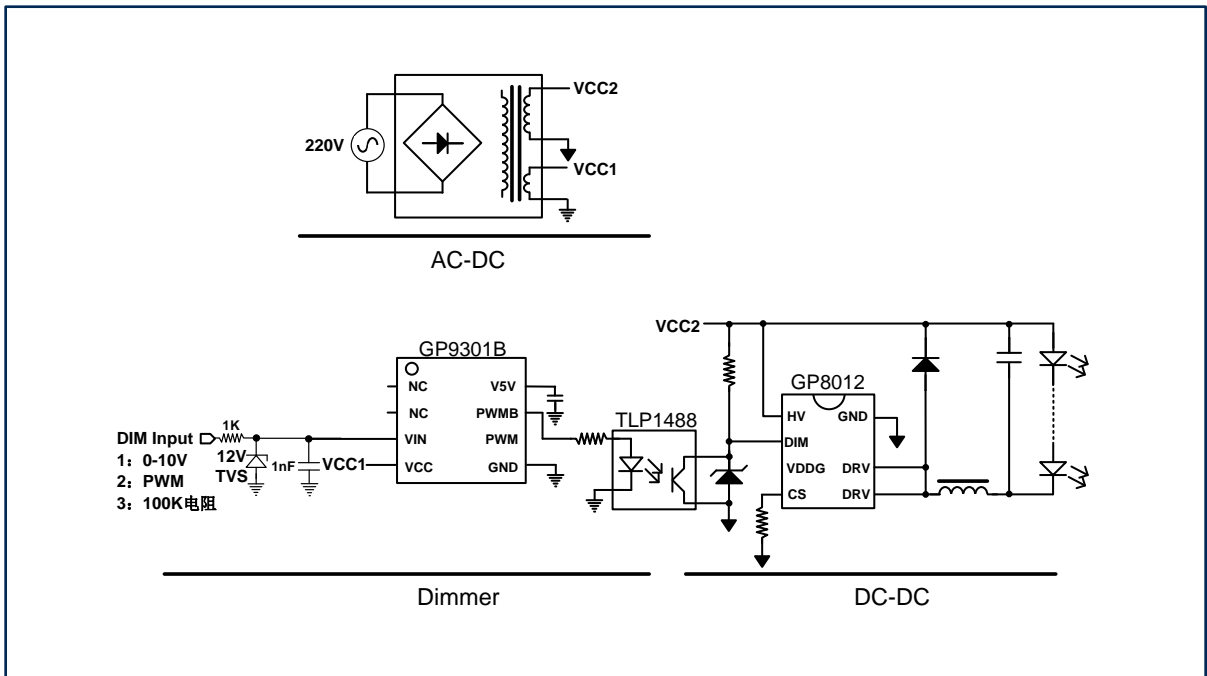 VCC2
220V
VCC1
AC-DC
VCC2
GP9301B
GP8012
NC
V5V
TLP1488
HV
GND
NC
PWMB
DIM
DIM Input
1K
VIN
PWM
VDDG
DRV
1：0-10V
12V
1nF
VCC1
VCC
GND
CS
DRV
2：PWM
TVS
3：100K电阻
Dimmer
DC-DC